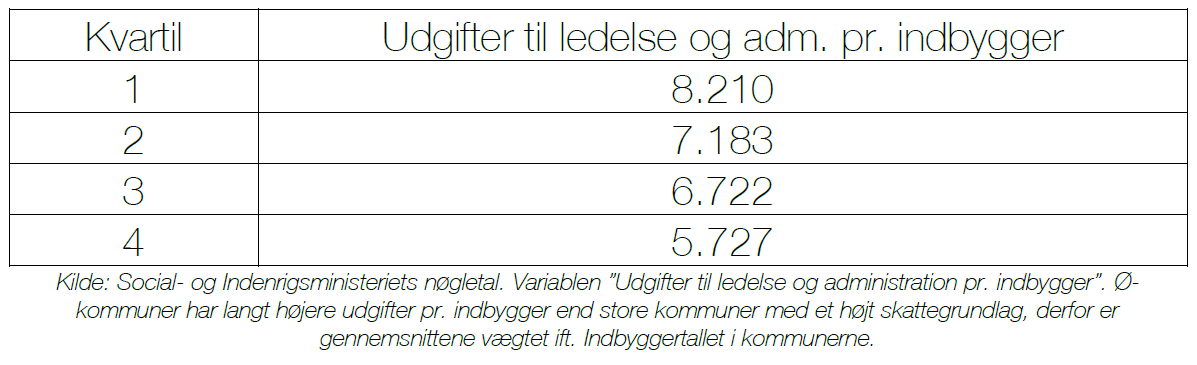 Kvartil Udgifter til ledelse og adm. pr. indbygger
1 8.210
2 7.183
3 6.722
4 5.727
Kilde: Social- og Indenrigsministeriets nøgletal. Variablen ”Udgifter til ledelse og administration pr. indbygger”. Ø-
kommuner har langt højere udgifter pr. indbygger end store kommuner med et højt skattegrundlag, derfor er
gennemsnittene vægtet ift. Indbyggertallet i kommunerne.